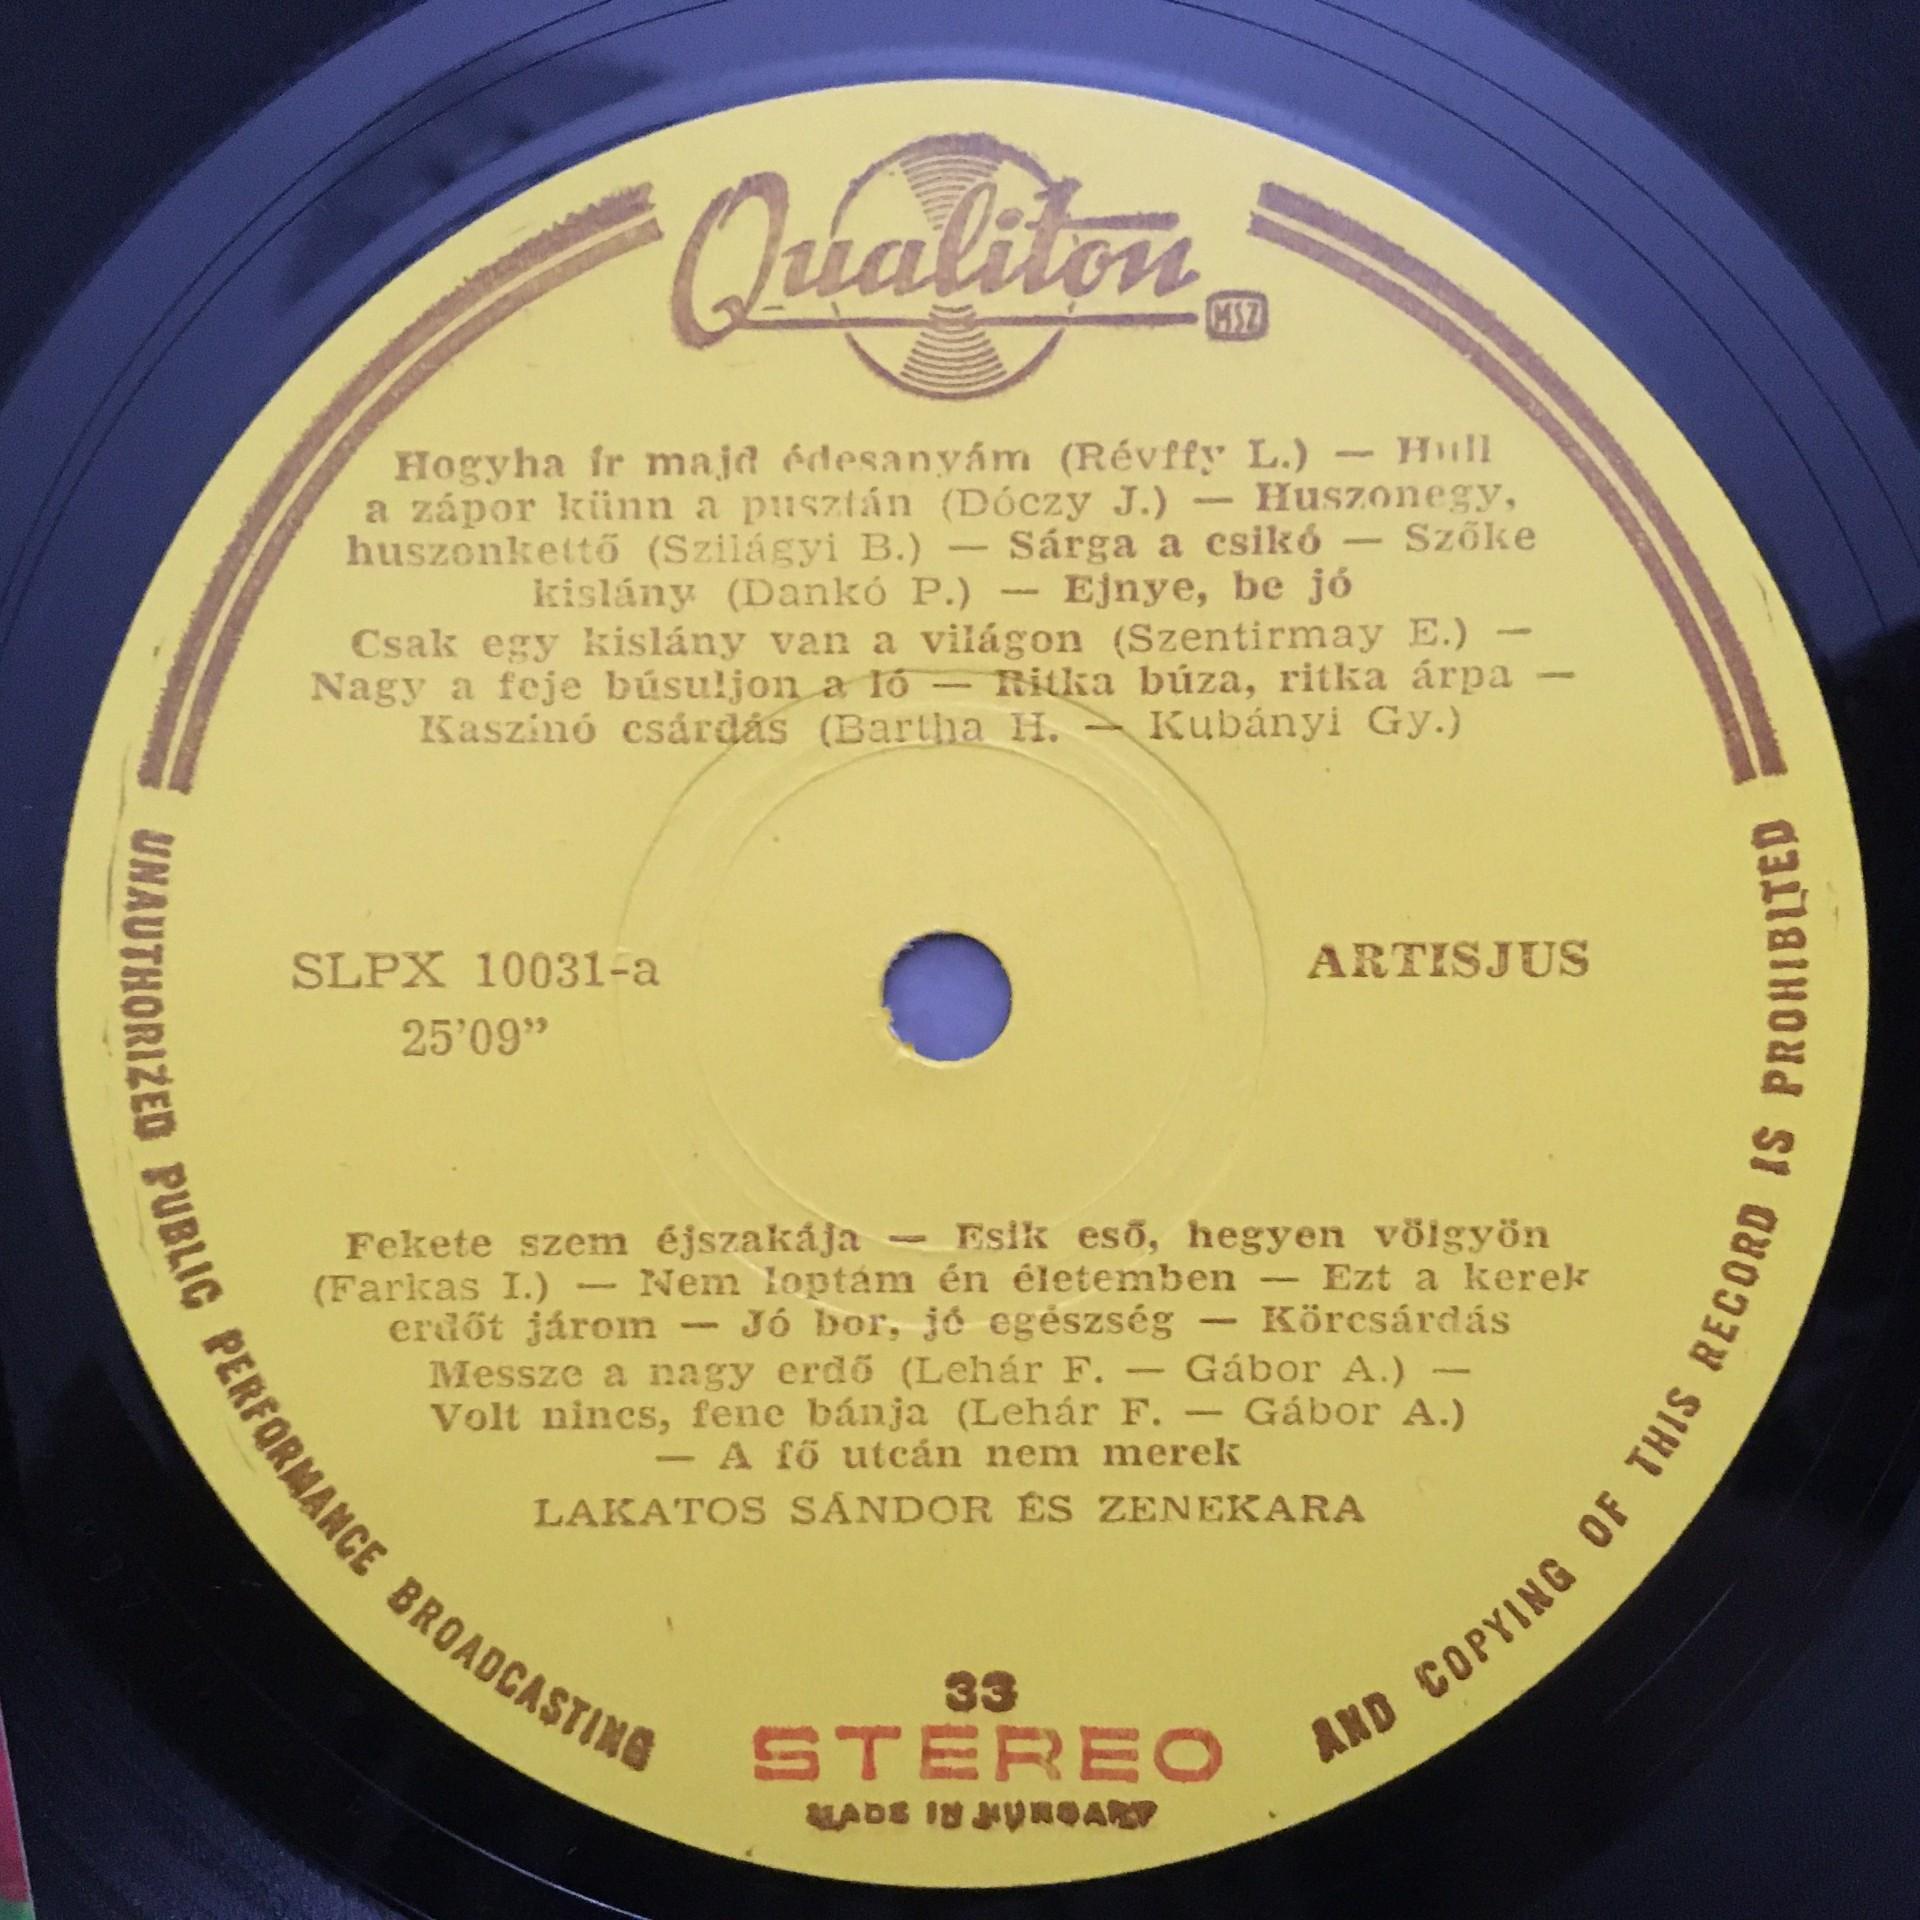 Qualiton
MSZ
Hogyha ír majd édesanyám (Révffy L.) — Hull
a zápor künn a pusztán (Dóczy J.) — Huszonegy,
huszonkettő (Szilágyi B.) — Sárga a csikó — Szőke
kislány (Dankó P.) — Ejnye, be jó
Csak egy kislány van a világon (Szentirmay E.) —
Nagy a feje búsuljon a ló — Ritka búza, ritka árpa —
Kaszinó csárdás (Bartha H. — Kubányi Gy.)
SLPX 10031-a
25’09”
ARTISJUS
Fekete szem éjszakája — Esik eső, hegyen völgyön
(Farkas I.) — Nem loptam én életemben — Ezt a kerek
erdőt járom — Jó bor, jó egészség — Körcsárdás
Messze a nagy erdő (Lehár F. — Gábor A.) —
Volt nincs, fene bánja (Lehár F. — Gábor A.)
— A fő utcán nem merek
LAKATOS SÁNDOR ÉS ZENEKARA
33
STEREO
MADE IN HUNGARY
UNAUTHORIZED PUBLIC PERFORMANCE BROADCASTING
AND COPYING OF THIS RECORD IS PROHIBITED